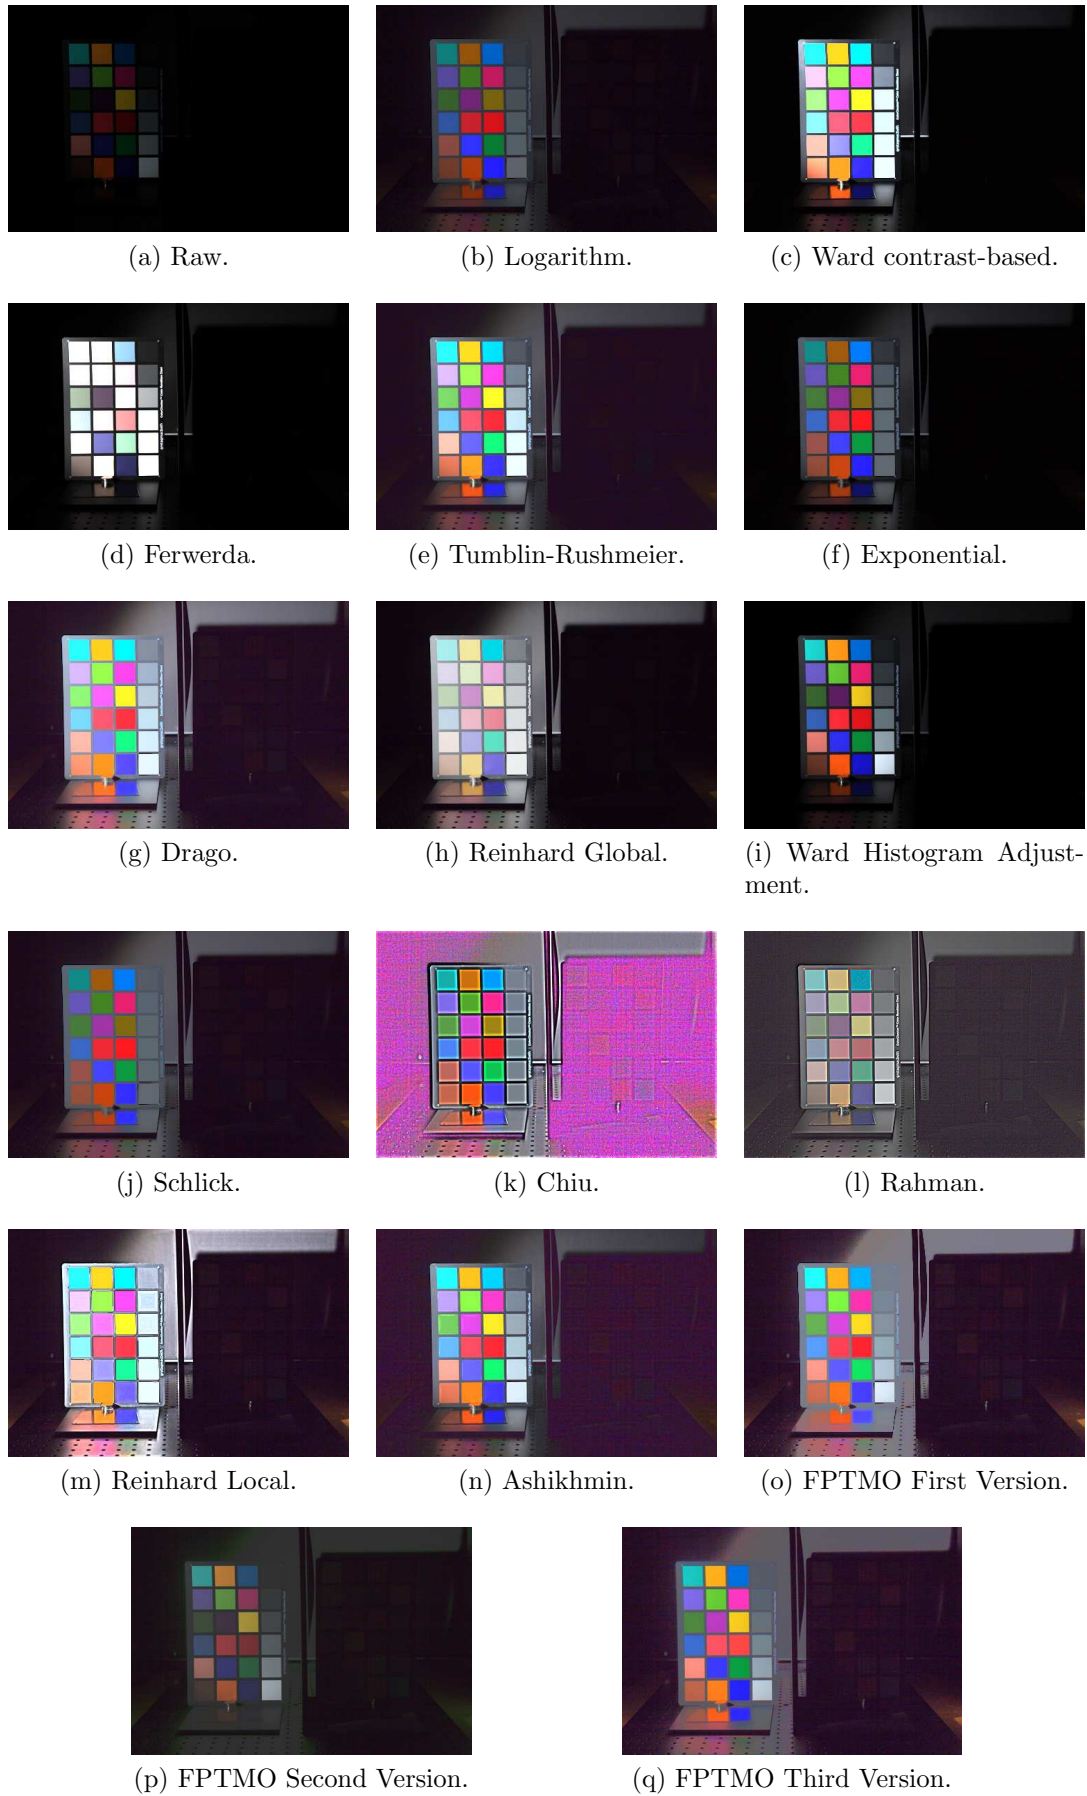 (a) Raw.
(b) Logarithm.
(c) Ward contrast-based.
(d) Ferwerda.
(e) Tumblin-Rushmeier.
(f) Exponential.
(g) Drago.
(h) Reinhard Global.
(i) Ward Histogram Adjust-
ment.
(j) Schlick.
(k) Chiu.
(l) Rahman.
(m) Reinhard Local.
(n) Ashikhmin.
(o) FPTMO First Version.
(p) FPTMO Second Version.
(q) FPTMO Third Version.